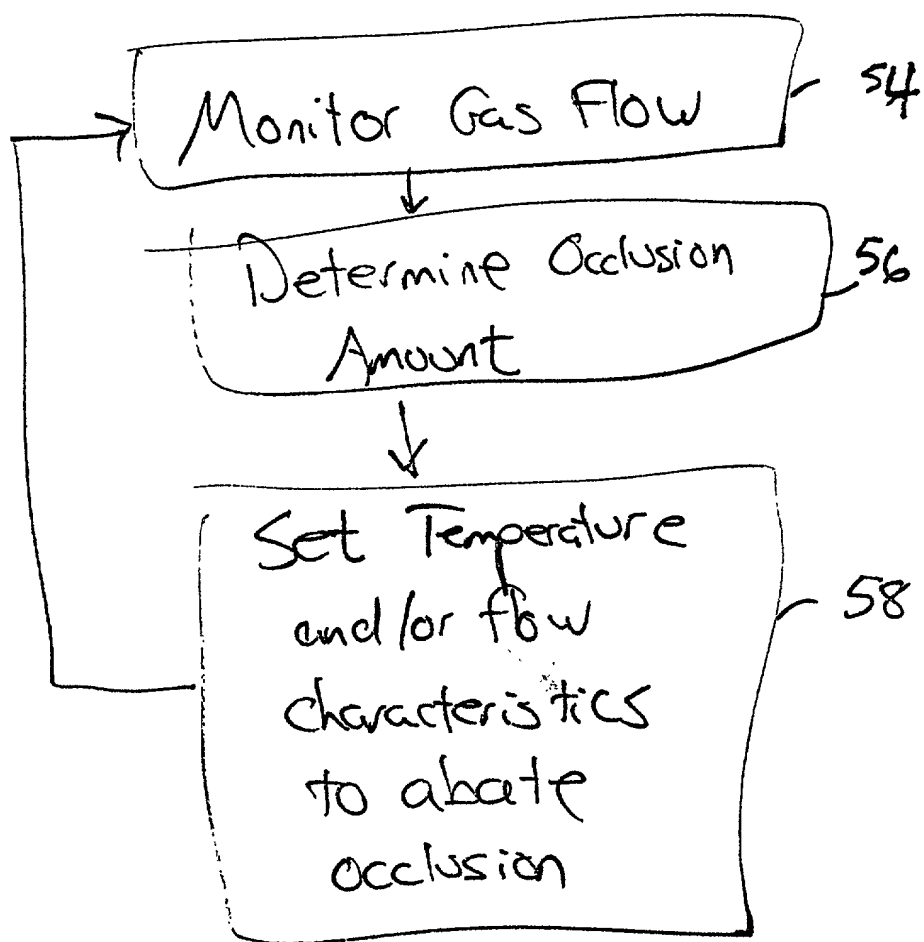 Monitor Gas Flow
54
Determine Occlusion
Amount
56
Set Temperature
and/or flow
characteristics
to abate
occlusion
58